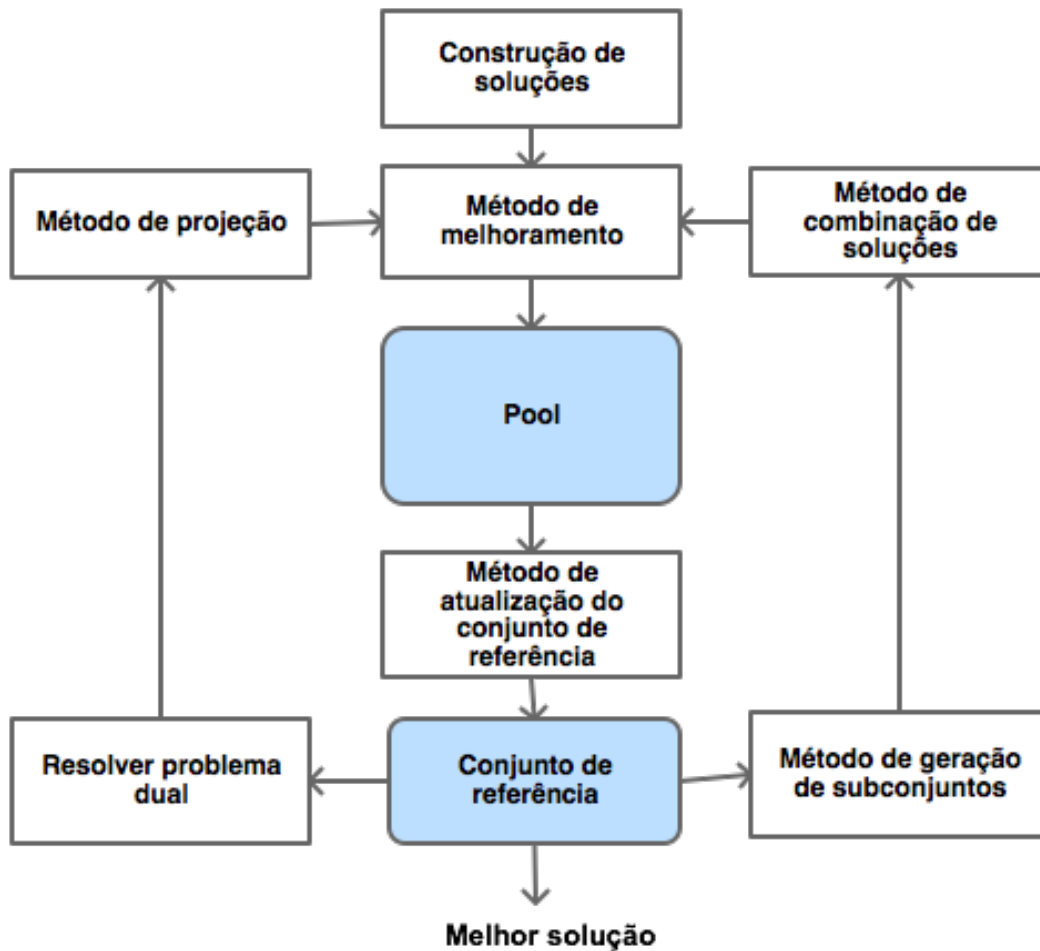 Construção de
soluções
Método de projeção
Método de
melhoramento
Método de
combinação de
soluções
Pool
Método de
atualização do
conjunto de
referência
Resolver problema
dual
Conjunto de
referência
Método de geração
de subconjuntos
Melhor solução